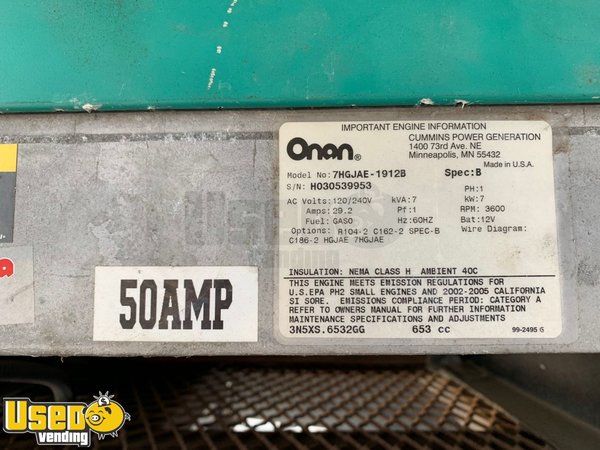 IMPORTANT ENGINE INFORMATION
Onan®
CUMMINS POWER GENERATION
1400 73rd Ave. NE
Minneapolis, MN 55432
Made in U.S.A.
Model No: 7HGJAE-1912B Spec:B
S/N: H030539953
PH:1
AC Volts: 120/240V kVA:7 kW:7
Amps: 29.2 Pf:1 RPM: 3600
Fuel: GASO Hz:60HZ Bat:12V
Options: R104-2 C162-2 SPEC-B Wire Diagram:
C186-2 HGJAE 7HGJAE
INSULATION: NEMA CLASS H AMBIENT 40C
THIS ENGINE MEETS EMISSION REGULATIONS FOR
U.S.EPA PH2 SMALL ENGINES AND 2002-2005 CALIFORNIA
SI SORE. EMISSIONS COMPLIANCE PERIOD: CATEGORY A
REFER TO OWNERS MANUAL FOR FURTHER INFORMATION
MAINTENANCE SPECIFICATIONS AND ADJUSTMENTS
3N5XS.6532GG 653 cc 99-2495 G
50AMP
Used
vending